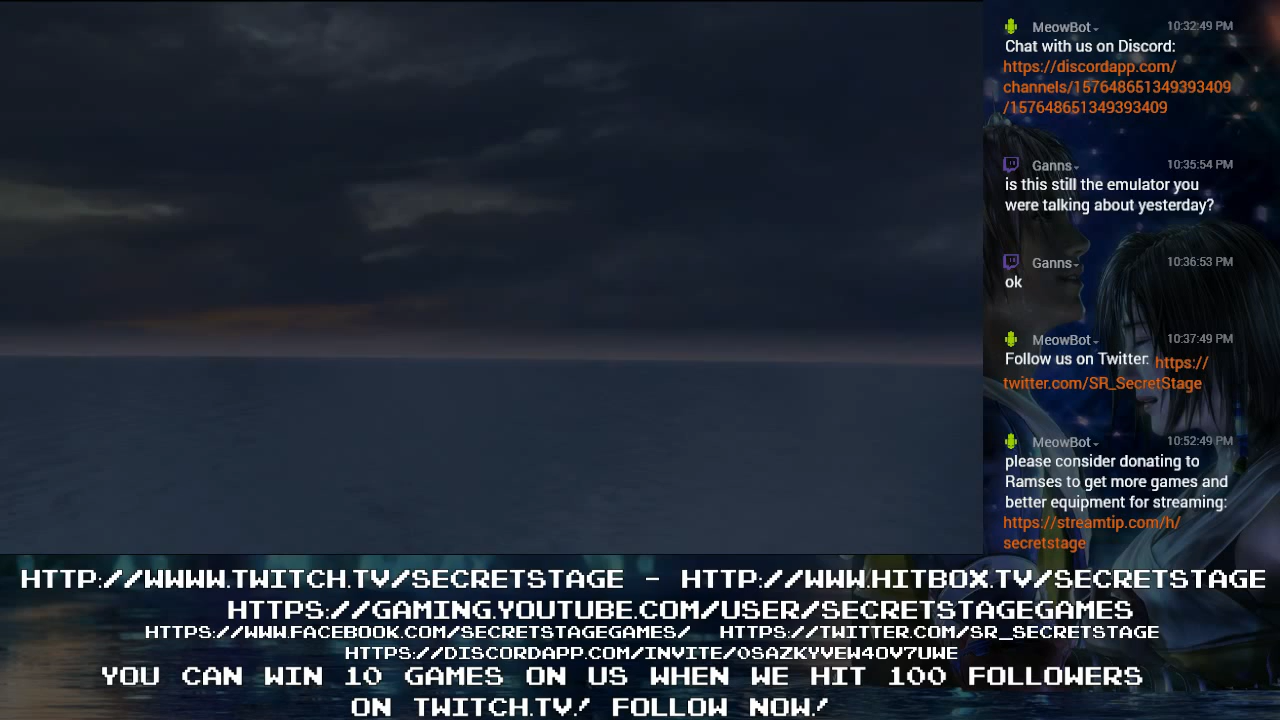 MeowBot 10:32:49 PM
Chat with us on Discord:
https://discordapp.com/
channels/157648651349393409
/157648651349393409
Ganns 10:35:54 PM
is this still the emulator you
were talking about yesterday?
Ganns 10:36:53 PM
ok
MeowBot 10:37:49 PM
Follow us on Twitter: https://
twitter.com/SR_SecretStage
MeowBot 10:52:49 PM
please consider donating to
Ramses to get more games and
better equipment for streaming:
https://streamtip.com/h/
secretstage
HTTP://WWWW.TWITCH.TV/SECRETSTAGE - HTTP://WWW.HITBOX.TV/SECRETSTAGE
HTTPS://GAMING.YOUTUBE.COM/USER/SECRETSTAGEGAMES
HTTPS://WWW.FACEBOOK.COM/SECRETSTAGEGAMES/ HTTPS://TWITTER.COM/SR_SECRETSTAGE
HTTPS://DISCORDAPP.COM/INVITE/0SAZKYVEW40V7UWE
YOU CAN WIN 10 GAMES ON US WHEN WE HIT 100 FOLLOWERS
ON TWITCH.TV! FOLLOW NOW!